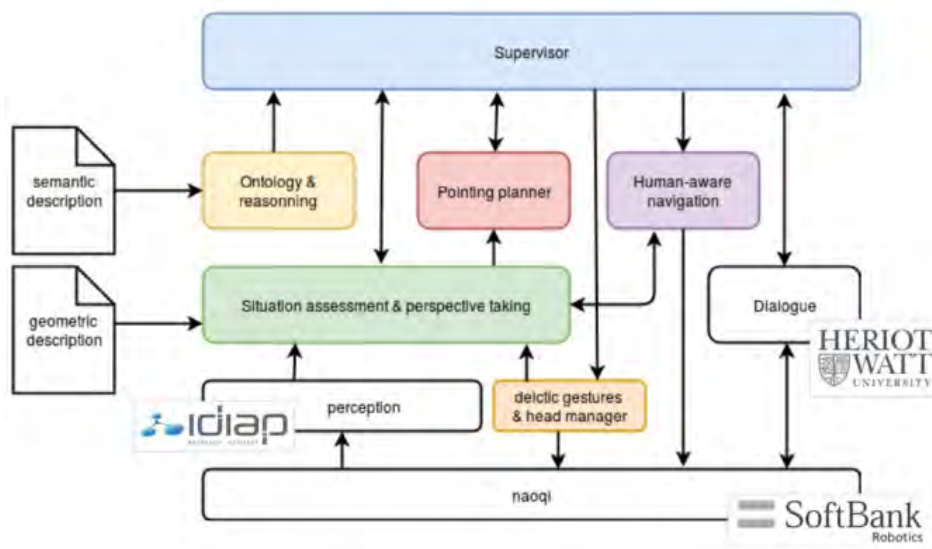 Supervisor
semantic
description
Ontology &
reasonning
Pointing planner
Human-aware
navigation
geometric
description
Situation assessment & perspective taking
Dialogue
HERIOT
WATT
UNIVERSITY
perception
idiap
deictic gestures
& head manager
naoqi
SoftBank
Robotics